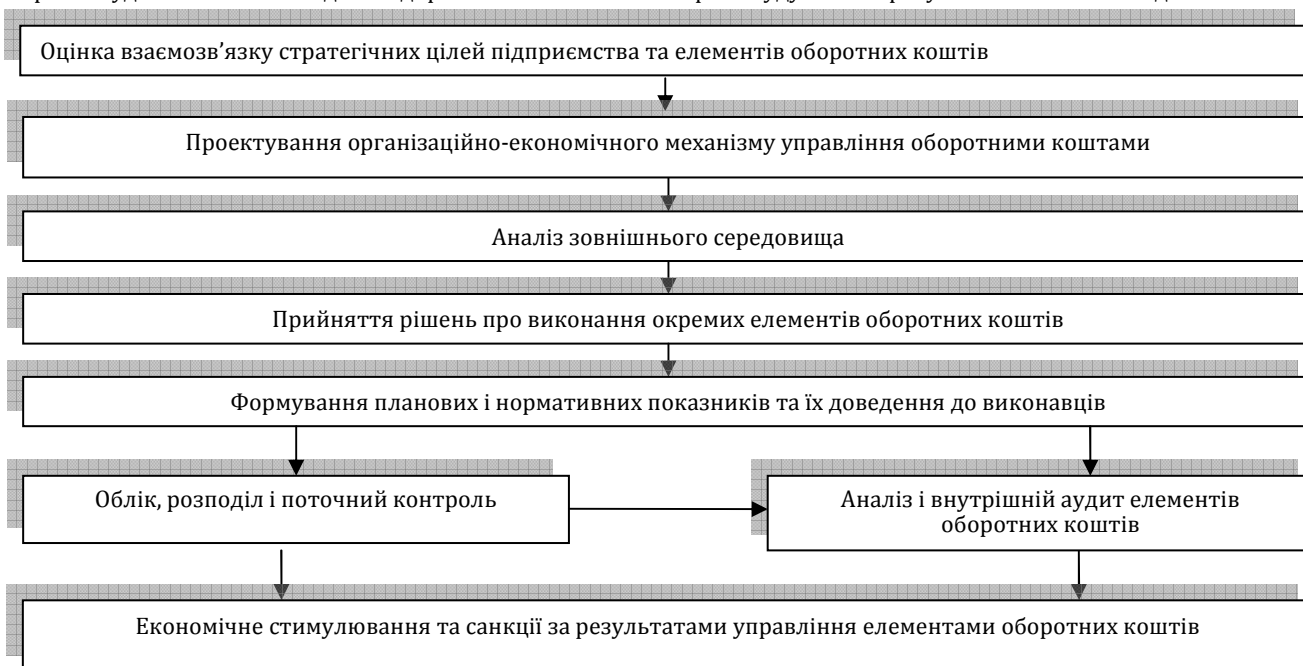 Оцінка взаємозв'язку стратегічних цілей підприємства та елементів оборотних коштів
Проектування організаційно-економічного механізму управління оборотними коштами
Аналіз зовнішнього середовища
Прийняття рішень про виконання окремих елементів оборотних коштів
Формування планових і нормативних показників та їх доведення до виконавців
Облік, розподіл і поточний контроль
Аналіз і внутрішній аудит елементів
оборотних коштів
Економічне стимулювання та санкції за результатами управління елементами оборотних коштів